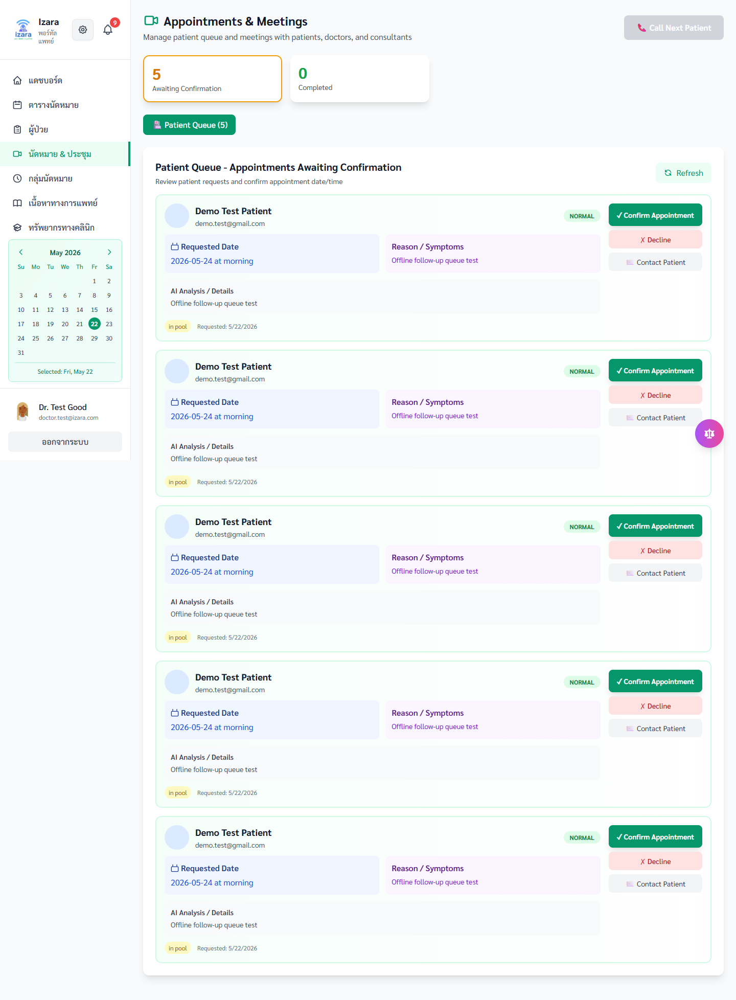 izara
Izara
พอร์ทัล
แพทย์
9
แดชบอร์ด
ตารางนัดหมาย
ผู้ป่วย
นัดหมาย & ประชุม
กลุ่มนัดหมาย
เนื้อหาทางการแพทย์
ทรัพยากรทางคลินิก
May 2026
Su Mo Tu We Th Fr Sa
1 2
3 4 5 6 7 8 9
10 11 12 13 14 15 16
17 18 19 20 21 22 23
24 25 26 27 28 29 30
31
Selected: Fri, May 22
Dr. Test Good
doctor.test@izara.com
ออกจากระบบ
Appointments & Meetings
Manage patient queue and meetings with patients, doctors, and consultants
Call Next Patient
5
Awaiting Confirmation
0
Completed
Patient Queue (5)
Patient Queue - Appointments Awaiting Confirmation
Review patient requests and confirm appointment date/time
Refresh
Demo Test Patient
demo.test@gmail.com
NORMAL
✓ Confirm Appointment
✗ Decline
Contact Patient
Requested Date
2026-05-24 at morning
Reason / Symptoms
Offline follow-up queue test
AI Analysis / Details
Offline follow-up queue test
in pool
Requested: 5/22/2026
Demo Test Patient
demo.test@gmail.com
NORMAL
✓ Confirm Appointment
✗ Decline
Contact Patient
Requested Date
2026-05-24 at morning
Reason / Symptoms
Offline follow-up queue test
AI Analysis / Details
Offline follow-up queue test
in pool
Requested: 5/22/2026
Demo Test Patient
demo.test@gmail.com
NORMAL
✓ Confirm Appointment
✗ Decline
Contact Patient
Requested Date
2026-05-24 at morning
Reason / Symptoms
Offline follow-up queue test
AI Analysis / Details
Offline follow-up queue test
in pool
Requested: 5/22/2026
Demo Test Patient
demo.test@gmail.com
NORMAL
✓ Confirm Appointment
✗ Decline
Contact Patient
Requested Date
2026-05-24 at morning
Reason / Symptoms
Offline follow-up queue test
AI Analysis / Details
Offline follow-up queue test
in pool
Requested: 5/22/2026
Demo Test Patient
demo.test@gmail.com
NORMAL
✓ Confirm Appointment
✗ Decline
Contact Patient
Requested Date
2026-05-24 at morning
Reason / Symptoms
Offline follow-up queue test
AI Analysis / Details
Offline follow-up queue test
in pool
Requested: 5/22/2026